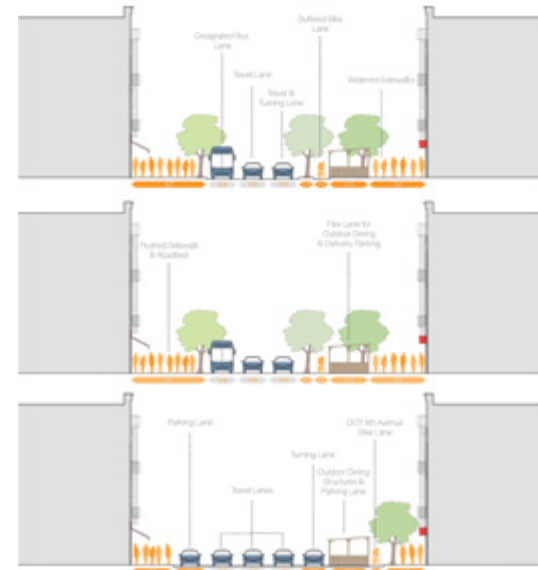 Buffered Bike
Lane
Designated Bus
Lane
Travel Lane
Widened Sidewalks
Travel &
Turning Lane
Flex Lane for
Outdoor Dining
& Delivery Parking
Flushed Sidewalk
& Roadbed
Parking Lane
DOT 6th Avenue
Bike Lane
Turning Lane
Outdoor Dining
Structures &
Parking Lane
Travel Lanes